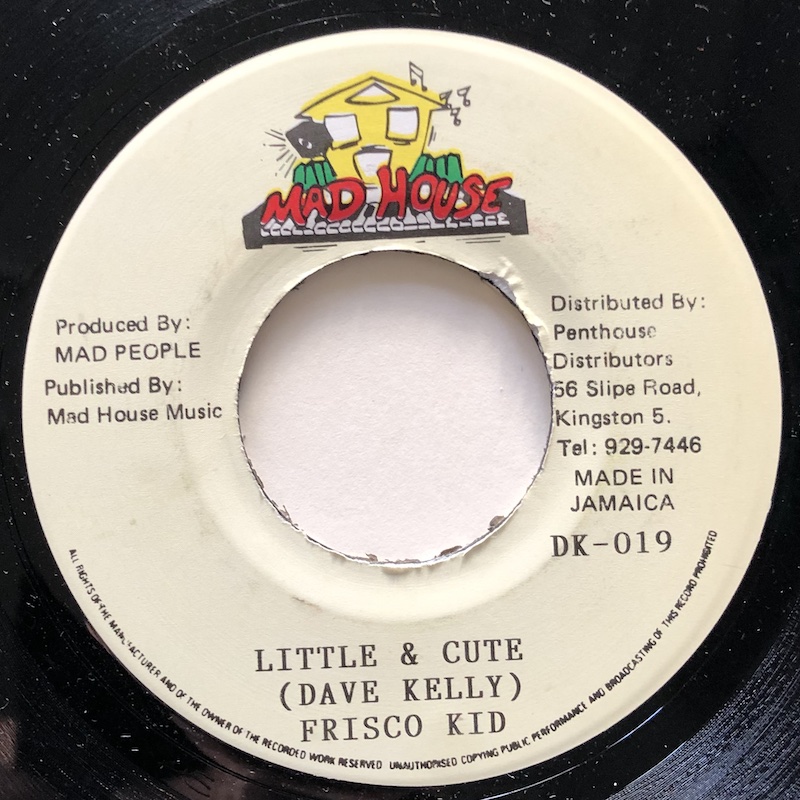 MAD HOUSE
Produced By:
MAD PEOPLE
Published By:
Mad House Music
Distributed By:
Penthouse
Distributors
56 Slipe Road,
Kingston 5.
Tel: 929-7446
MADE IN
JAMAICA
DK-019
LITTLE & CUTE
(DAVE KELLY)
FRISCO KID
ALL RIGHTS OF THE MANUFACTURER AND OF THE OWNER OF THE RECORDED WORK RESERVED UNAUTHORISED COPYING PUBLIC PERFORMANCE AND BROADCASTING OF THIS RECORD PROHIBITED